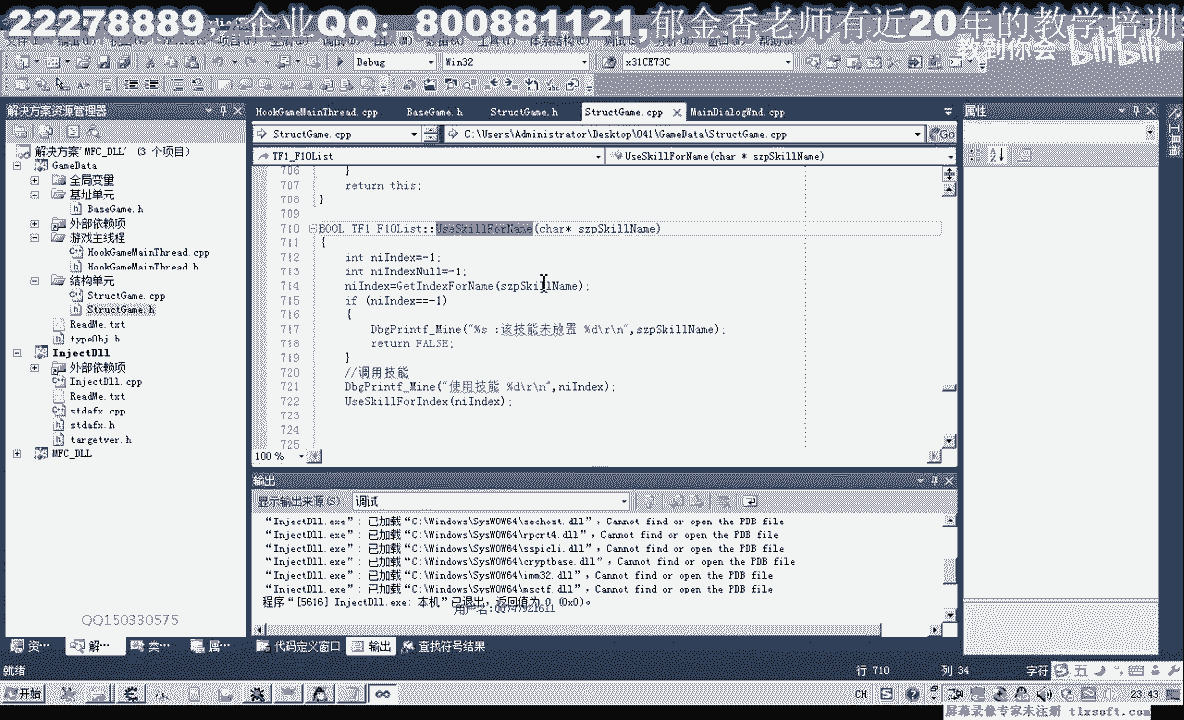 22278889，企业QQ：800881121,郁金香老师有近20年的教学培训
教到你会 bilibili
Debug Win32 x31CE73C
解决方案资源管理器
HookGameMainThread.cpp BaseGame.h StructGame.h StructGame.cpp MainDialogWnd.cpp
属性
StructGame.cpp C:\Users\Administrator\Desktop\041\GameData\StructGame.cpp Go
TF1_F10List UseSkillForName(char * szpSkillName)
解决方案'MFC_DLL' (3 个项目)
GameData
全局变量
基址单元
BaseGame.h
外部依赖项
游戏主线程
HookGameMainThread.cpp
HookGameMainThread.h
结构单元
StructGame.cpp
StructGame.h
ReadMe.txt
typeObj.h
InjectDll
外部依赖项
InjectDll.cpp
ReadMe.txt
stdafx.cpp
stdafx.h
targetver.h
MFC_DLL
706 }
707 return this;
708 }
709
710 BOOL TF1_F10List::UseSkillForName(char* szpSkillName)
711 {
712 int niIndex=-1;
713 int niIndexNull=-1;
714 niIndex=GetIndexForName(szpSkillName);
715 if (niIndex==-1)
716 {
717 DbgPrintf_Mine("%s :该技能未放置 %d\r\n",szpSkillName);
718 return FALSE;
719 }
720 //调用技能
721 DbgPrintf_Mine("使用技能 %d\r\n",niIndex);
722 UseSkillForIndex(niIndex);
723
724
725
100 %
输出
显示输出来源(S): 调试
"InjectDll.exe": 已加载"C:\Windows\SysWOW64\sechost.dll", Cannot find or open the PDB file
"InjectDll.exe": 已加载"C:\Windows\SysWOW64\rpcrt4.dll", Cannot find or open the PDB file
"InjectDll.exe": 已加载"C:\Windows\SysWOW64\sspicli.dll", Cannot find or open the PDB file
"InjectDll.exe": 已加载"C:\Windows\SysWOW64\cryptbase.dll", Cannot find or open the PDB file
"InjectDll.exe": 已加载"C:\Windows\SysWOW64\imm32.dll", Cannot find or open the PDB file
"InjectDll.exe": 已加载"C:\Windows\SysWOW64\msctf.dll", Cannot find or open the PDB file
程序"[5616] InjectDll.exe: 本机"已退出，返回值为 0 (0x0)。
QQ150330575
资… 解… 类… 属… 代码定义窗口 输出 查找符号结果
就绪 行 710 列 34 字符
开始 CH 23:43
屏幕录像专家未注册 tlxsoft.com